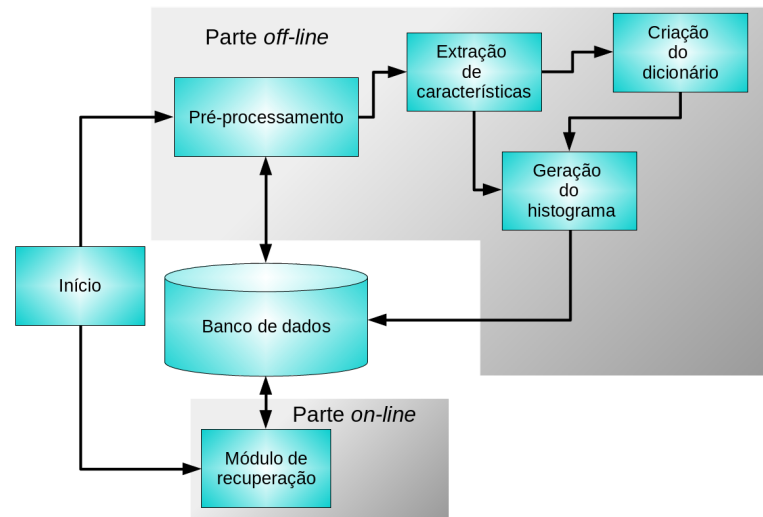 Parte off-line
Pré-processamento
Extração
de
características
Criação
do
dicionário
Geração
do
histograma
Início
Banco de dados
Parte on-line
Módulo de
recuperação